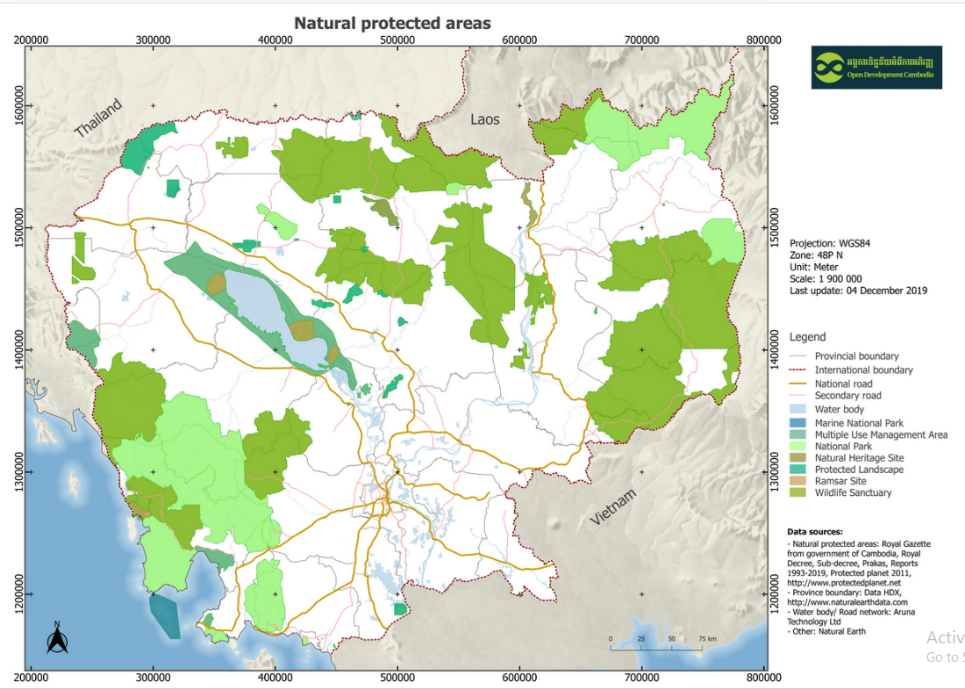 Natural protected areas
200000 300000 400000 500000 600000 700000 800000
1600000
1500000
1400000
1300000
1200000
1600000
1500000
1400000
1300000
1200000
Thailand
Laos
Vietnam
N
0 25 50 75 km
200000 300000 400000 500000 600000 700000 800000
Open Development Cambodia
Projection: WGS84
Zone: 48P N
Unit: Meter
Scale: 1 900 000
Last update: 04 December 2019
Legend
Provincial boundary
International boundary
National road
Secondary road
Water body
Marine National Park
Multiple Use Management Area
National Park
Natural Heritage Site
Protected Landscape
Ramsar Site
Wildlife Sanctuary
Data sources:
- Natural protected areas: Royal Gazette
from government of Cambodia, Royal
Decree, Sub-decree, Prakas, Reports
1993-2019, Protected planet 2011,
http://www.protectedplanet.net
- Province boundary: Data HDX,
http://www.naturalearthdata.com
- Water body/ Road network: Aruna
Technology Ltd
- Other: Natural Earth
Activ
Go to S